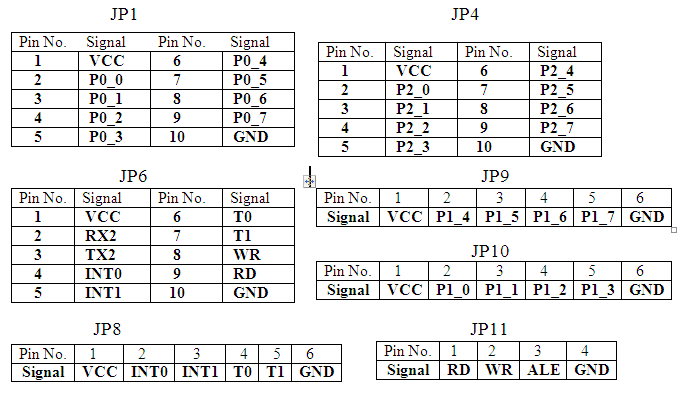 JP1
Pin No. Signal Pin No. Signal
1 VCC 6 P0_4
2 P0_0 7 P0_5
3 P0_1 8 P0_6
4 P0_2 9 P0_7
5 P0_3 10 GND
JP4
Pin No. Signal Pin No. Signal
1 VCC 6 P2_4
2 P2_0 7 P2_5
3 P2_1 8 P2_6
4 P2_2 9 P2_7
5 P2_3 10 GND
JP6
Pin No. Signal Pin No. Signal
1 VCC 6 T0
2 RX2 7 T1
3 TX2 8 WR
4 INT0 9 RD
5 INT1 10 GND
JP9
Pin No. 1 2 3 4 5 6
Signal VCC P1_4 P1_5 P1_6 P1_7 GND
JP10
Pin No. 1 2 3 4 5 6
Signal VCC P1_0 P1_1 P1_2 P1_3 GND
JP8
Pin No. 1 2 3 4 5 6
Signal VCC INT0 INT1 T0 T1 GND
JP11
Pin No. 1 2 3 4
Signal RD WR ALE GND